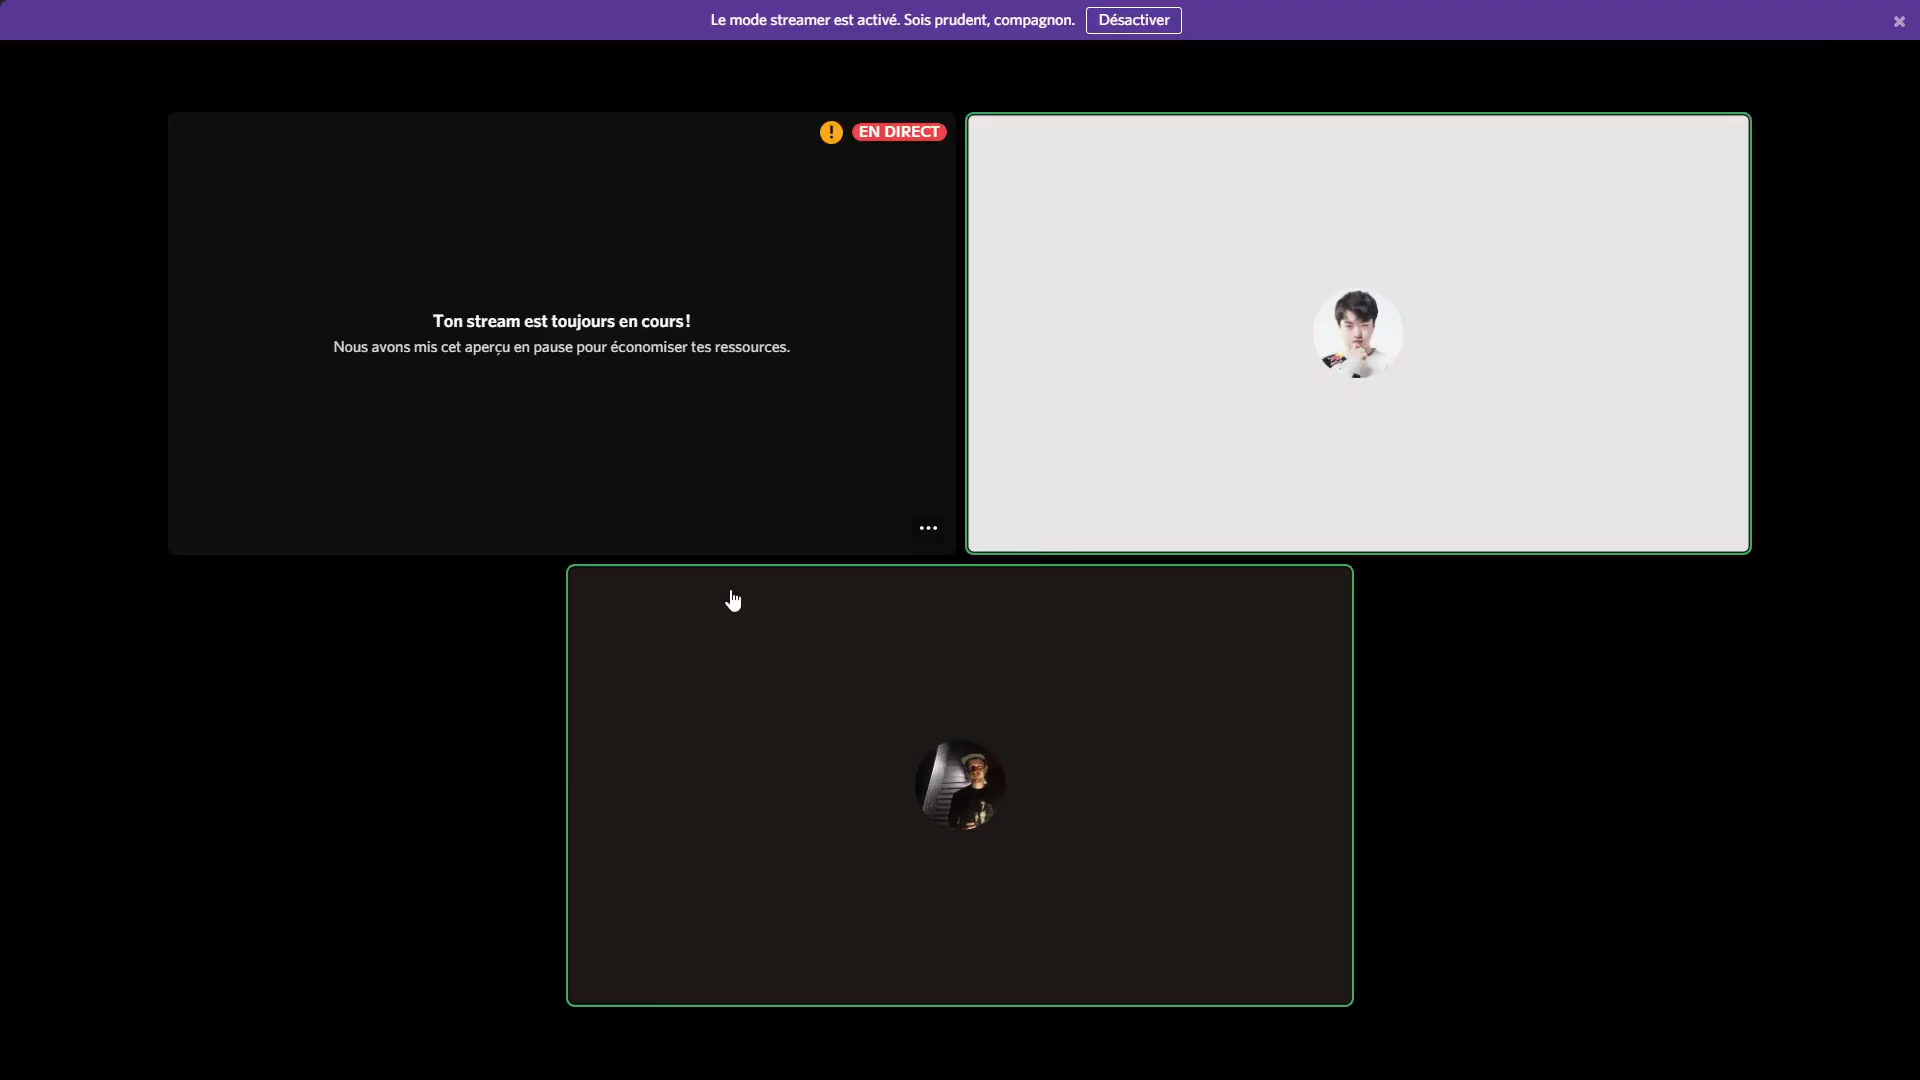 Le mode streamer est activé. Sois prudent, compagnon.
Désactiver
EN DIRECT
Ton stream est toujours en cours !
Nous avons mis cet aperçu en pause pour économiser tes ressources.